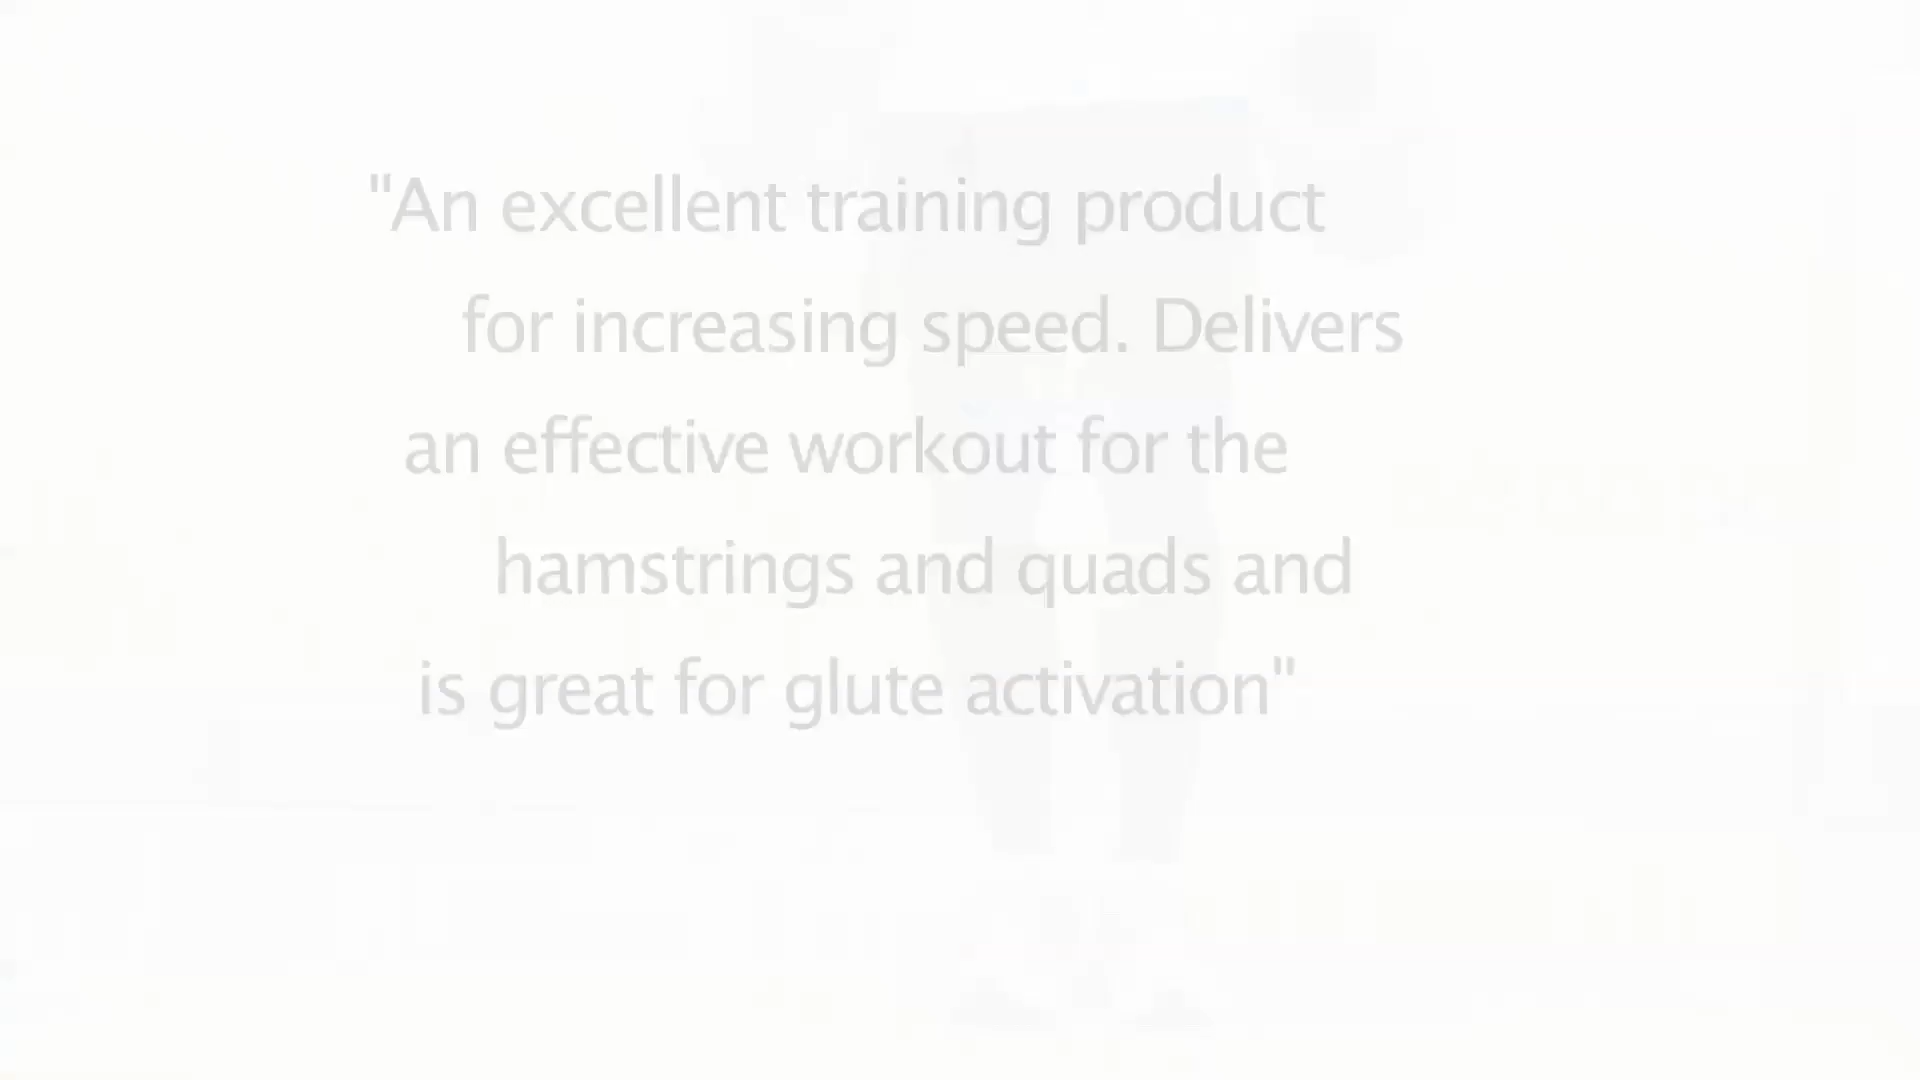 "An excellent training product
for increasing speed. Delivers
an effective workout for the
hamstrings and quads and
is great for glute activation"